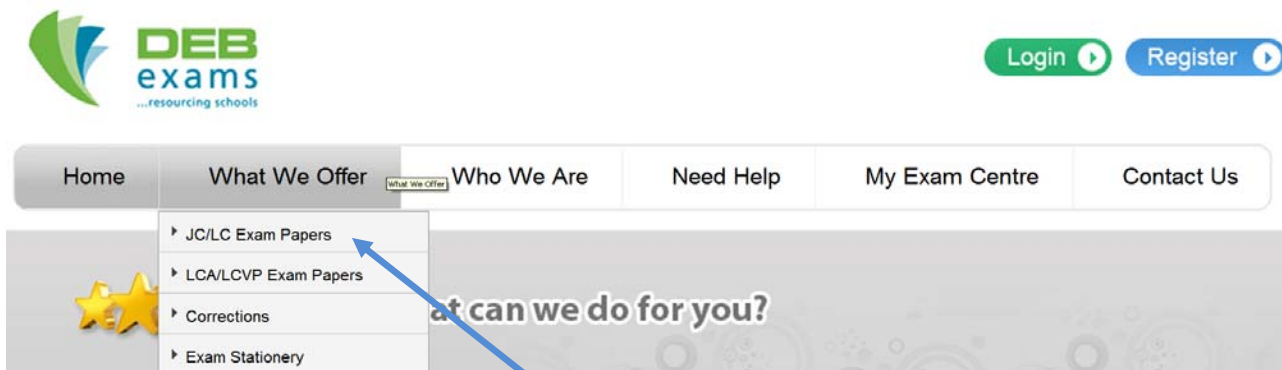 DEB
exams
...resourcing schools
Login
Register
Home
What We Offer
What We Offer
Who We Are
Need Help
My Exam Centre
Contact Us
JC/LC Exam Papers
LCA/LCVP Exam Papers
Corrections
Exam Stationery
at can we do for you?